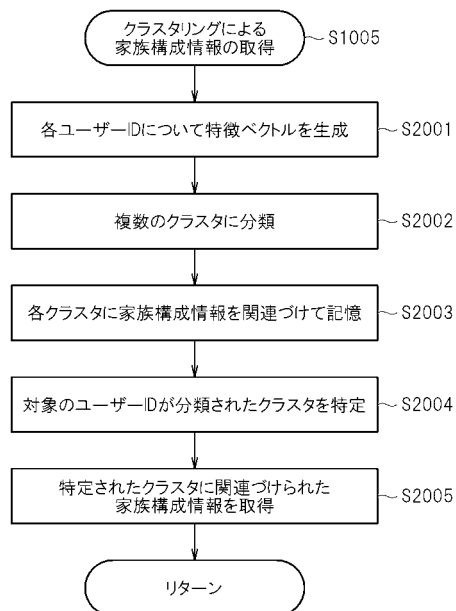 クラスタリングによる
家族構成情報の取得
S1005
各ユーザーIDについて特徴ベクトルを生成
S2001
複数のクラスタに分類
S2002
各クラスタに家族構成情報を関連づけて記憶
S2003
対象のユーザーIDが分類されたクラスタを特定
S2004
特定されたクラスタに関連づけられた
家族構成情報を取得
S2005
リターン